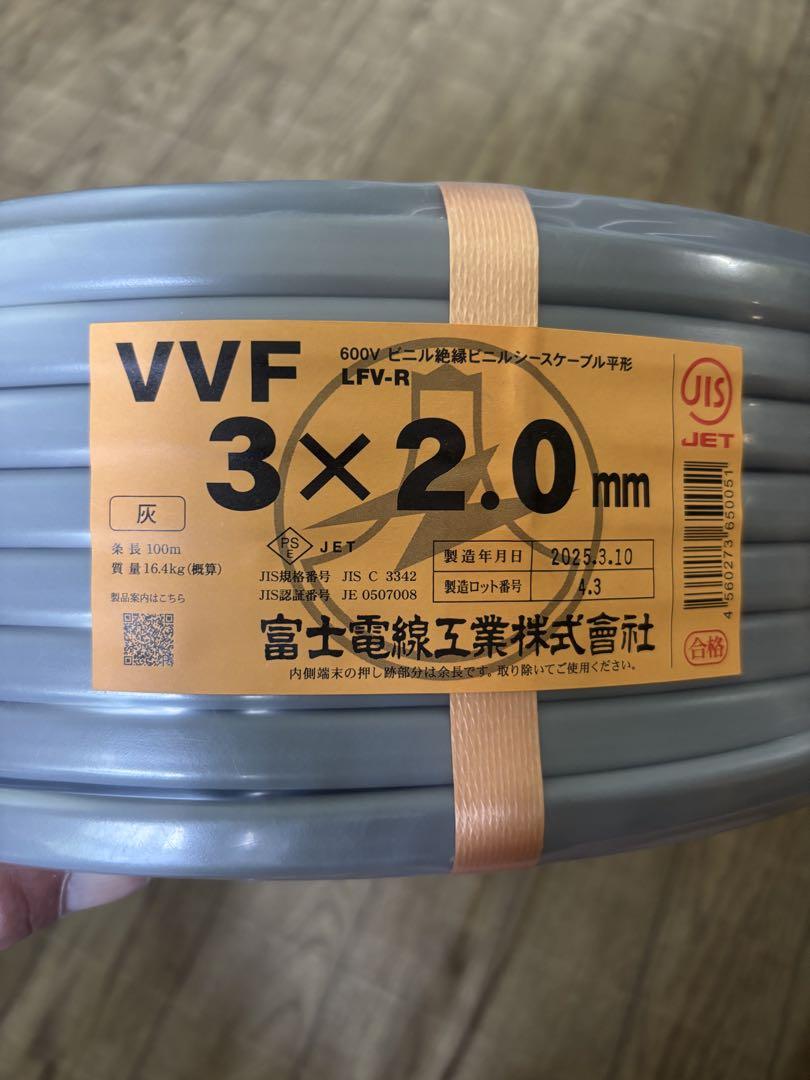 VVF
600V ビニル絶縁ビニルシースケーブル平形
LFV-R
3×2.0mm
灰
条長 100m
質量 16.4kg(概算)
製品案内はこちら
PS
E
JET
JIS規格番号 JIS C 3342
JIS認証番号 JE 0507008
製造年月日 2025.3.10
製造ロット番号 4.3
富士電線工業株式會社
内側端末の押し跡部分は余長です。取り除いてご使用ください。
JIS
JET
4560273650051
合格